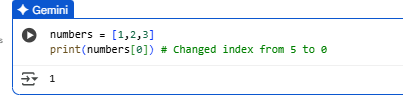 Gemini
numbers = [1,2,3]
print(numbers[0]) # Changed index from 5 to 0
1